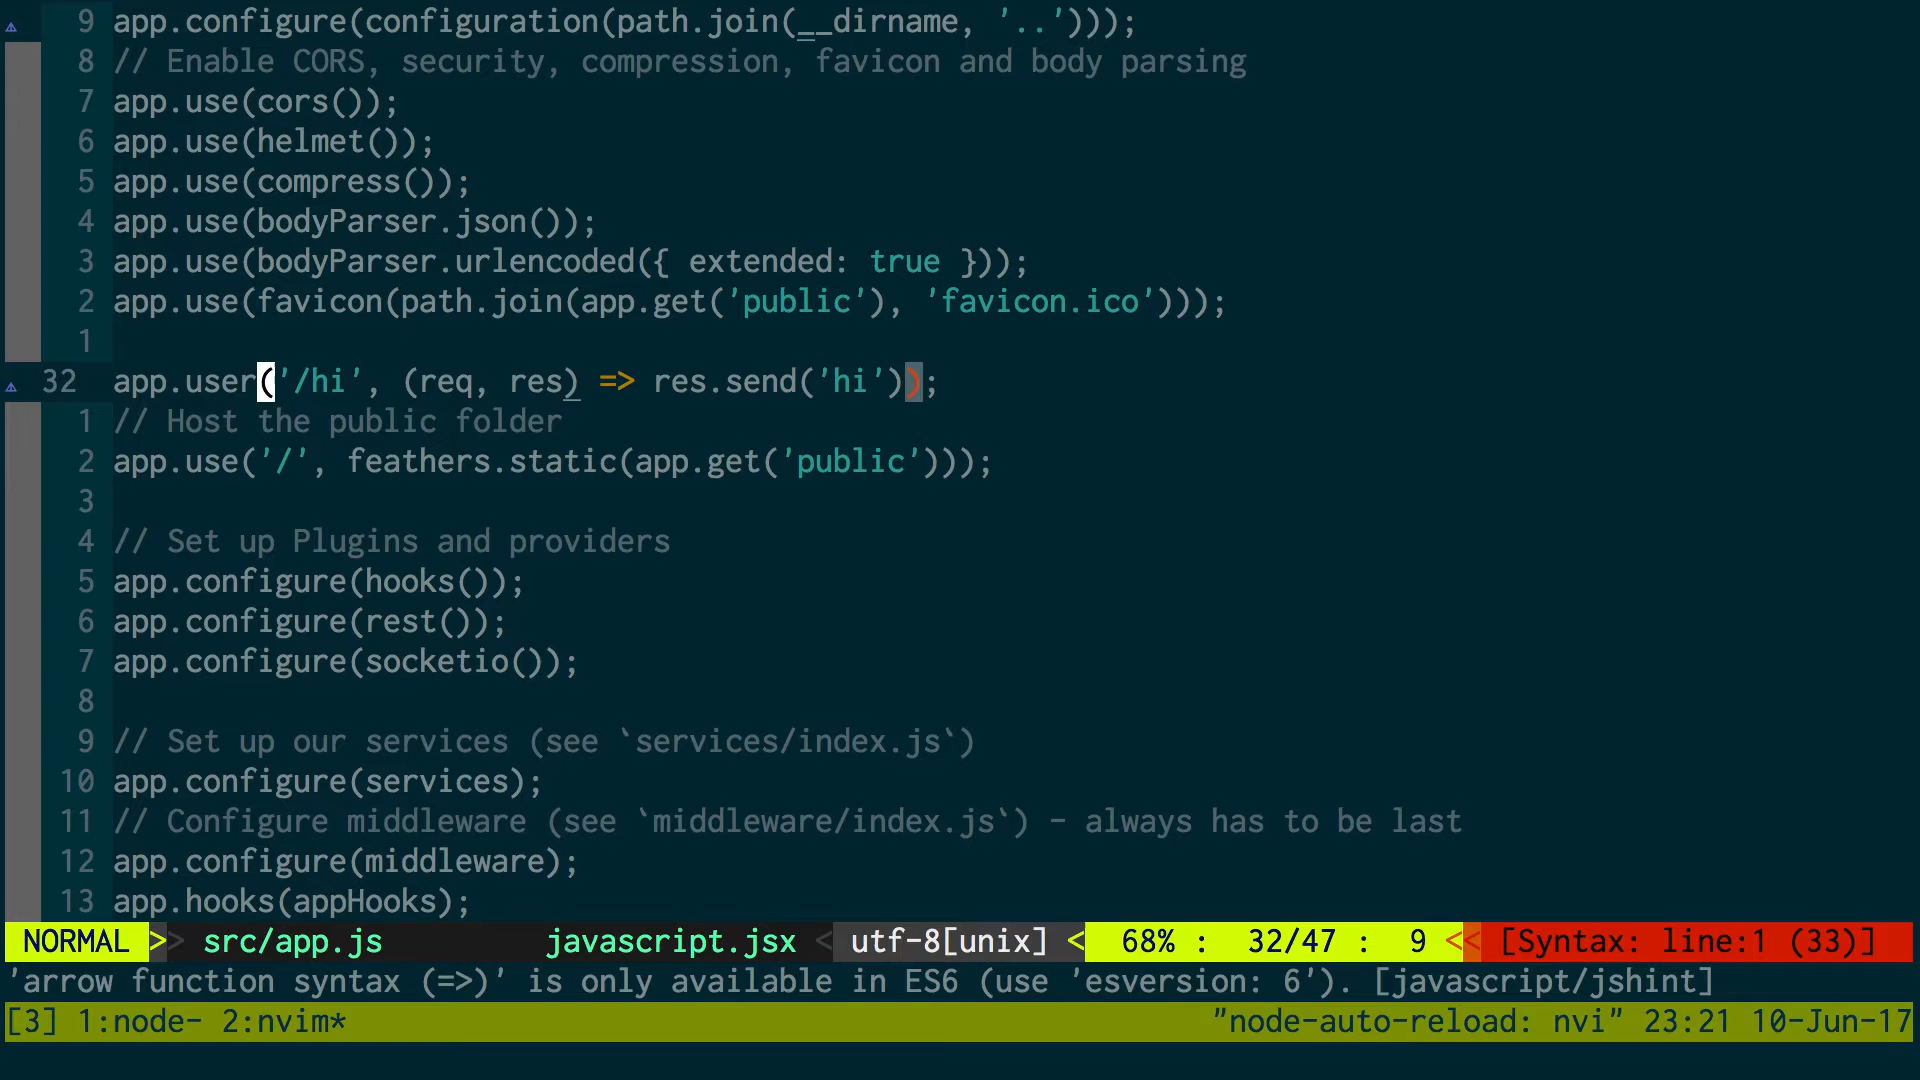 9 app.configure(configuration(path.join(__dirname, '..')));
8 // Enable CORS, security, compression, favicon and body parsing
7 app.use(cors());
6 app.use(helmet());
5 app.use(compress());
4 app.use(bodyParser.json());
3 app.use(bodyParser.urlencoded({ extended: true }));
2 app.use(favicon(path.join(app.get('public'), 'favicon.ico')));
1
32 app.user('/hi', (req, res) => res.send('hi'));
1 // Host the public folder
2 app.use('/', feathers.static(app.get('public')));
3
4 // Set up Plugins and providers
5 app.configure(hooks());
6 app.configure(rest());
7 app.configure(socketio());
8
9 // Set up our services (see `services/index.js`)
10 app.configure(services);
11 // Configure middleware (see `middleware/index.js`) - always has to be last
12 app.configure(middleware);
13 app.hooks(appHooks);
NORMAL >> src/app.js javascript.jsx < utf-8[unix] < 68% : 32/47 : 9 << [Syntax: line:1 (33)]
'arrow function syntax (=>)' is only available in ES6 (use 'esversion: 6'). [javascript/jshint]
[3] 1:node- 2:nvim* "node-auto-reload: nvi" 23:21 10-Jun-17